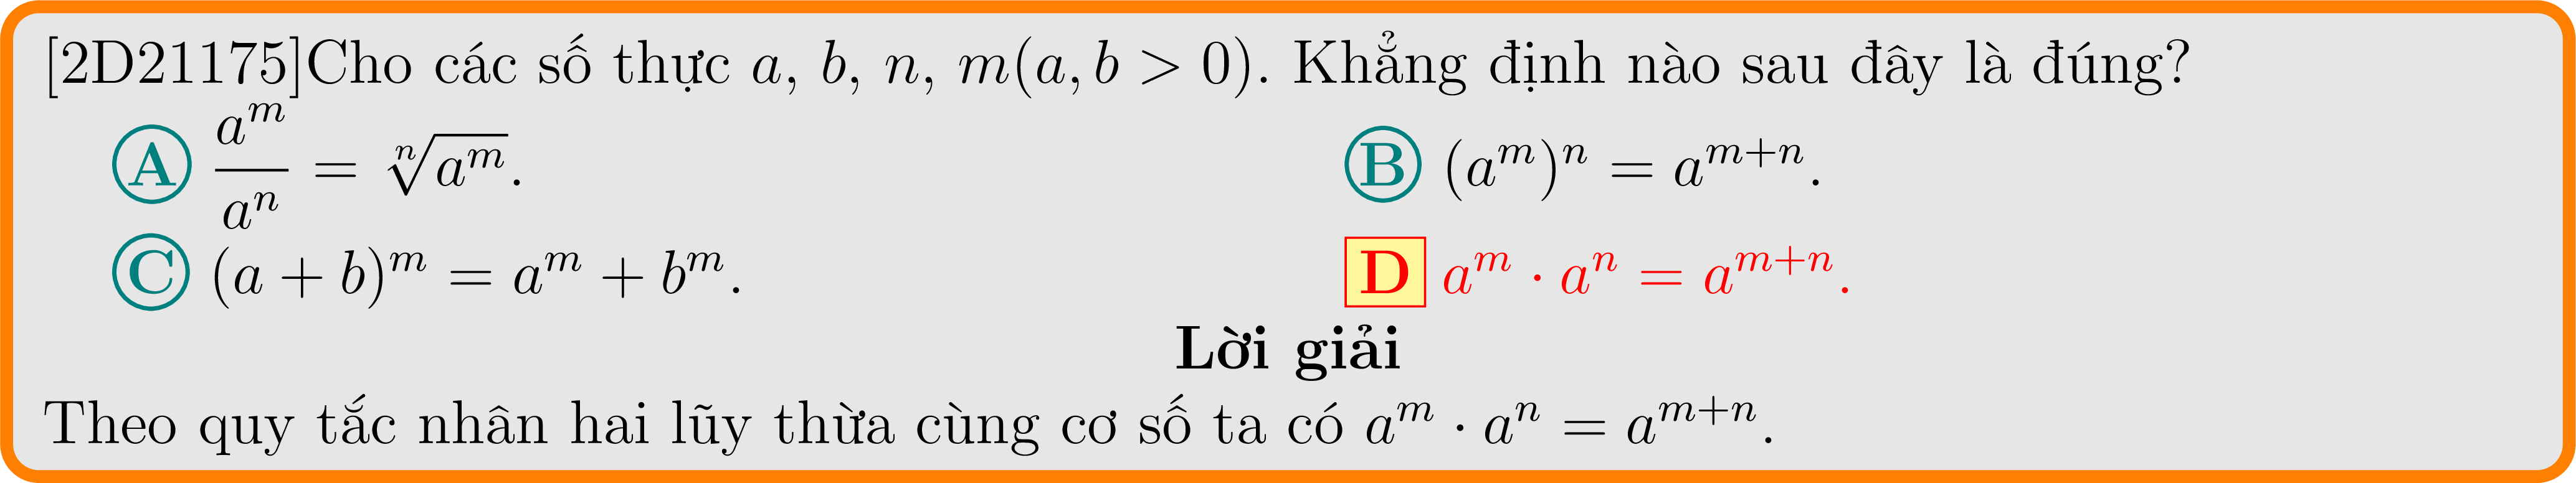 [2D21175]Cho các số thực a, b, n, m(a, b > 0). Khẳng định nào sau đây là đúng?
A $\dfrac{a^m}{a^n} = \sqrt[n]{a^m}$. B $(a^m)^n = a^{m+n}$.
C $(a + b)^m = a^m + b^m$. D $a^m \cdot a^n = a^{m+n}$.
Lời giải
Theo quy tắc nhân hai lũy thừa cùng cơ số ta có $a^m \cdot a^n = a^{m+n}$.